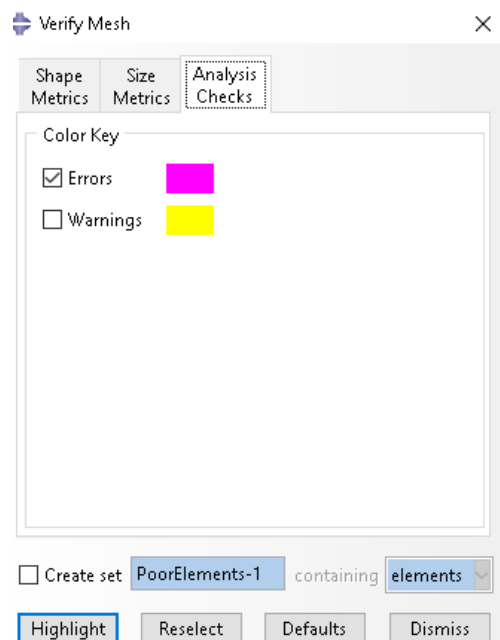 Verify Mesh
Shape Metrics
Size Metrics
Analysis Checks
Color Key
Errors
Warnings
Create set PoorElements-1 containing elements
Highlight Reselect Defaults Dismiss